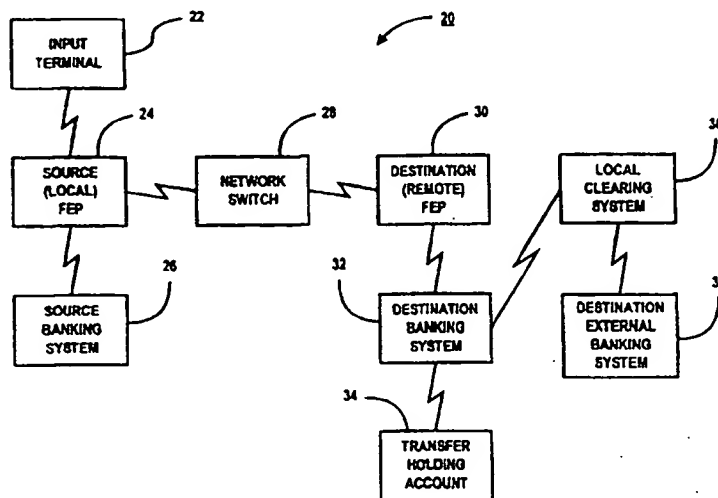 20
22
INPUT
TERMINAL
24
SOURCE
(LOCAL)
FEP
28
NETWORK
SWITCH
30
DESTINATION
(REMOTE)
FEP
LOCAL
CLEARING
SYSTEM
26
SOURCE
BANKING
SYSTEM
32
DESTINATION
BANKING
SYSTEM
DESTINATION
EXTERNAL
BANKING
SYSTEM
34
TRANSFER
HOLDING
ACCOUNT